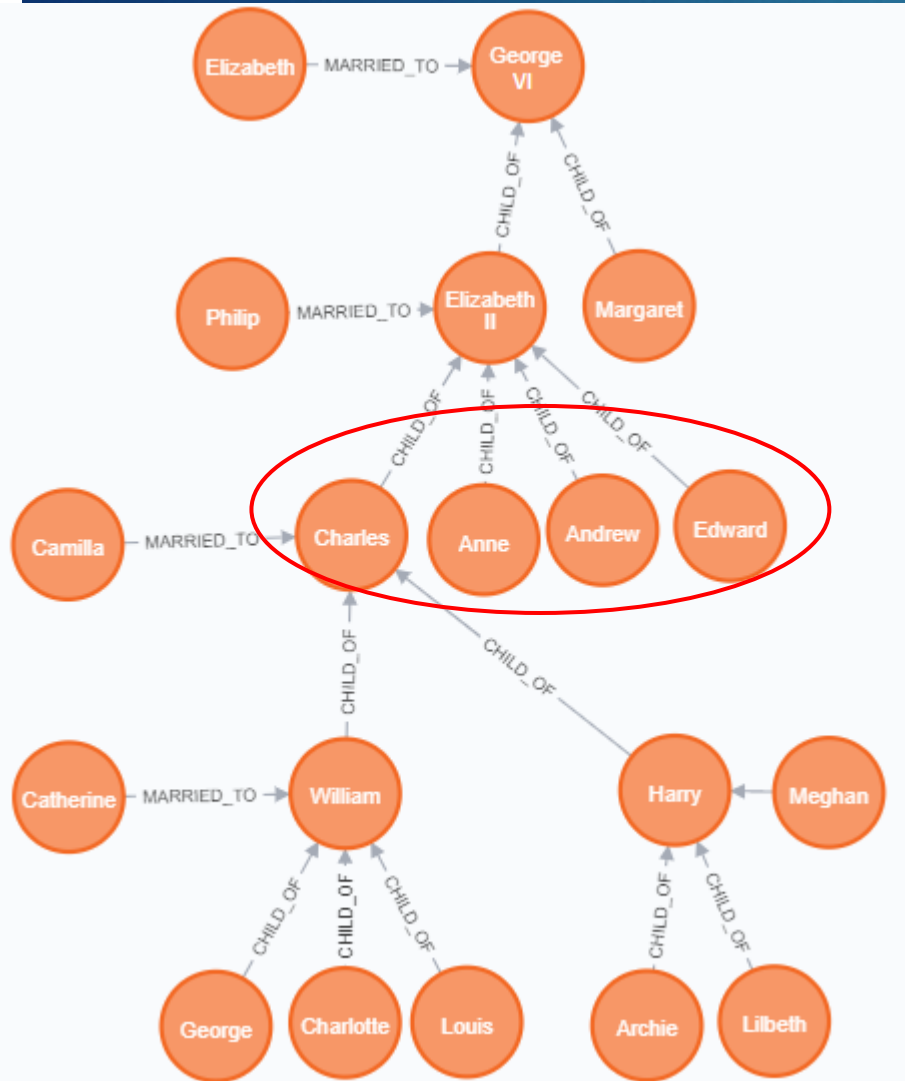 Elizabeth
MARRIED_TO
George
VI
CHILD_OF
CHILD_OF
Philip
MARRIED_TO
Elizabeth
II
Margaret
CHILD_OF
CHILD_OF
CHILD_OF
CHILD_OF
Camilla
MARRIED_TO
Charles
Anne
Andrew
Edward
CHILD_OF
CHILD_OF
Catherine
MARRIED_TO
William
Harry
Meghan
CHILD_OF
CHILD_OF
CHILD_OF
CHILD_OF
CHILD_OF
George
Charlotte
Louis
Archie
Lilbeth